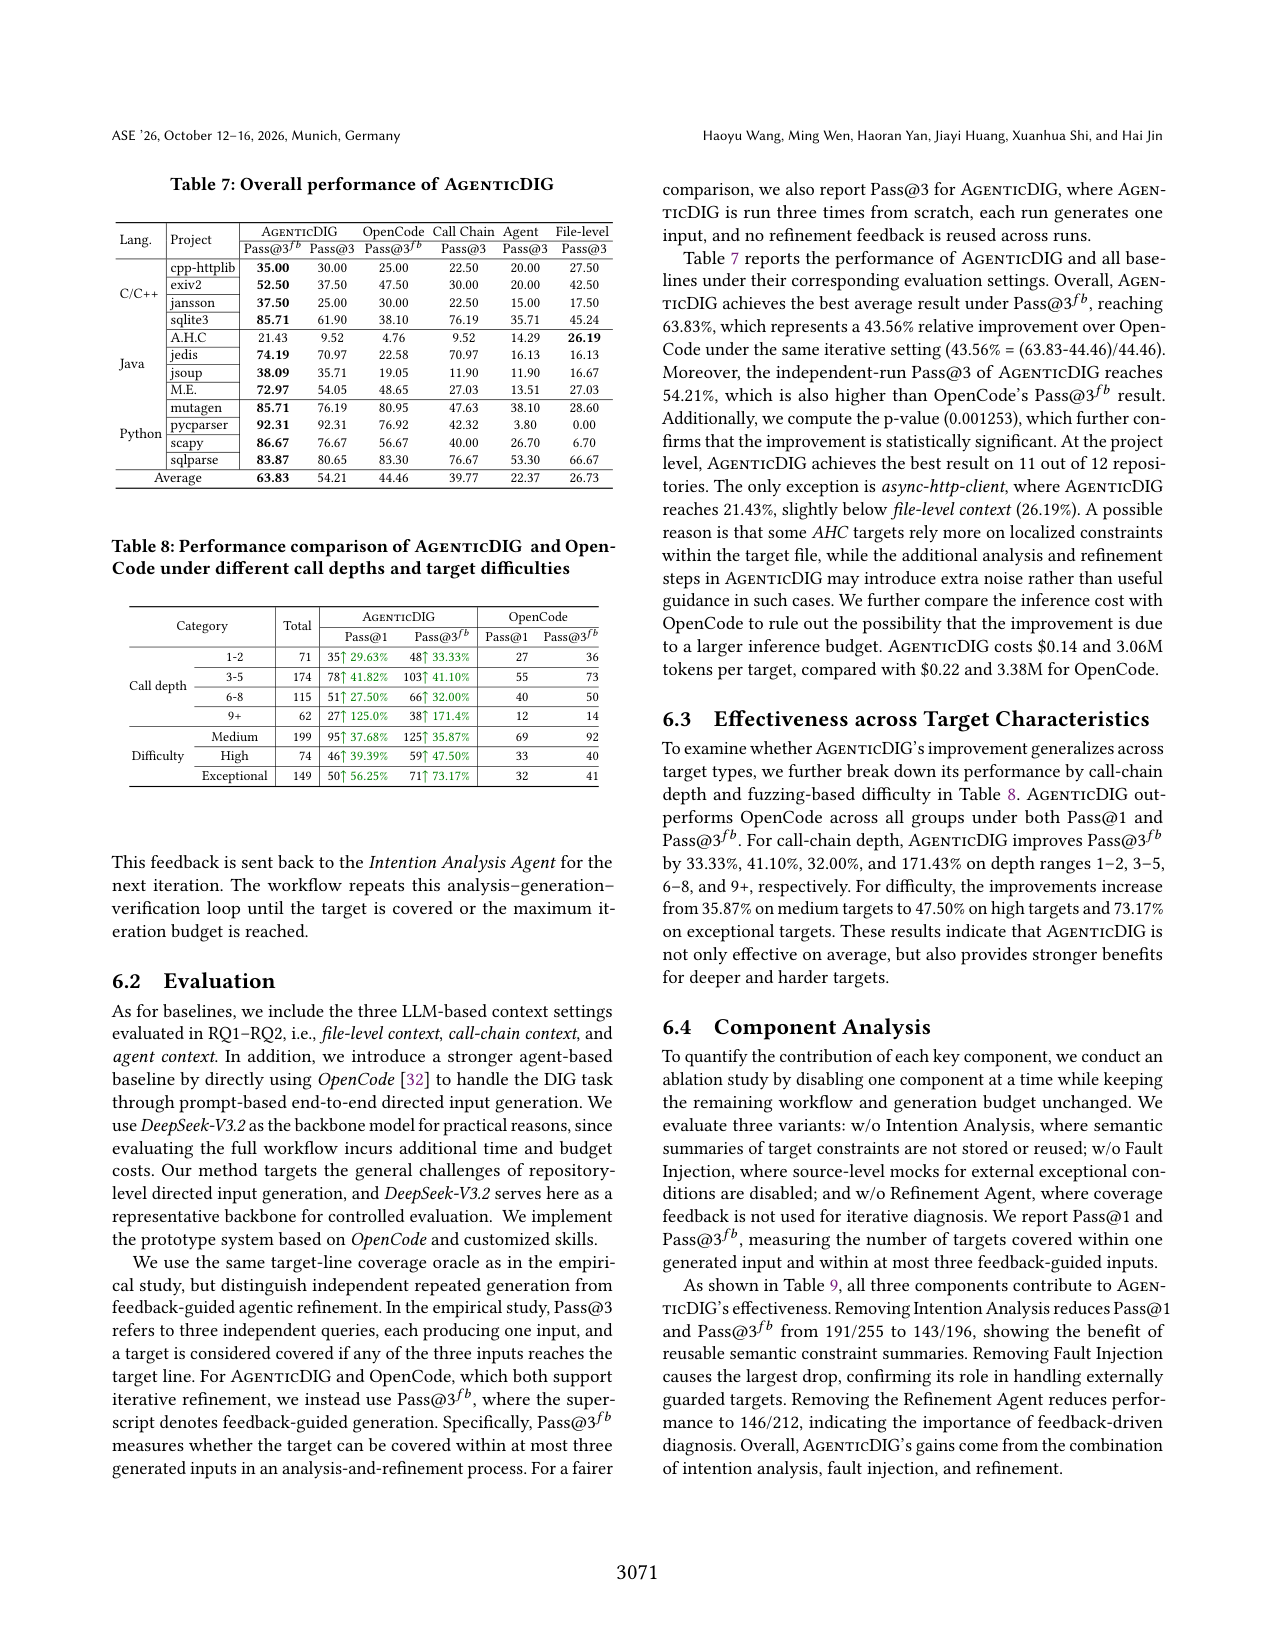 ASE ’26, October 12–16, 2026, Munich, Germany
Haoyu Wang, Ming Wen, Haoran Yan, Jiayi Huang, Xuanhua Shi, and Hai Jin
Table 7: Overall performance of AgenticDIG
Lang. Project AgenticDIG OpenCode Call Chain Agent File-level
Pass@3^fb Pass@3 Pass@3^fb Pass@3 Pass@3 Pass@3
C/C++
cpp-httplib 35.00 30.00 25.00 22.50 20.00 27.50
exiv2 52.50 37.50 47.50 30.00 20.00 42.50
jansson 37.50 25.00 30.00 22.50 15.00 17.50
sqlite3 85.71 61.90 38.10 76.19 35.71 45.24
Java
A.H.C 21.43 9.52 4.76 9.52 14.29 26.19
jedis 74.19 70.97 22.58 70.97 16.13 16.13
jsoup 38.09 35.71 19.05 11.90 11.90 16.67
M.E. 72.97 54.05 48.65 27.03 13.51 27.03
Python
mutagen 85.71 76.19 80.95 47.63 38.10 28.60
pycparser 92.31 92.31 76.92 42.32 3.80 0.00
scapy 86.67 76.67 56.67 40.00 26.70 6.70
sqlparse 83.87 80.65 83.30 76.67 53.30 66.67
Average 63.83 54.21 44.46 39.77 22.37 26.73
Table 8: Performance comparison of AgenticDIG and Open-
Code under different call depths and target difficulties
Category Total AgenticDIG OpenCode
Pass@1 Pass@3^fb Pass@1 Pass@3^fb
Call depth
1-2 71 35↑ 29.63% 48↑ 33.33% 27 36
3-5 174 78↑ 41.82% 103↑ 41.10% 55 73
6-8 115 51↑ 27.50% 66↑ 32.00% 40 50
9+ 62 27↑ 125.0% 38↑ 171.4% 12 14
Difficulty
Medium 199 95↑ 37.68% 125↑ 35.87% 69 92
High 74 46↑ 39.39% 59↑ 47.50% 33 40
Exceptional 149 50↑ 56.25% 71↑ 73.17% 32 41
This feedback is sent back to the Intention Analysis Agent for the
next iteration. The workflow repeats this analysis–generation–
verification loop until the target is covered or the maximum it-
eration budget is reached.
6.2 Evaluation
As for baselines, we include the three LLM-based context settings
evaluated in RQ1–RQ2, i.e., file-level context, call-chain context, and
agent context. In addition, we introduce a stronger agent-based
baseline by directly using OpenCode [32] to handle the DIG task
through prompt-based end-to-end directed input generation. We
use DeepSeek-V3.2 as the backbone model for practical reasons, since
evaluating the full workflow incurs additional time and budget
costs. Our method targets the general challenges of repository-
level directed input generation, and DeepSeek-V3.2 serves here as a
representative backbone for controlled evaluation. We implement
the prototype system based on OpenCode and customized skills.
We use the same target-line coverage oracle as in the empiri-
cal study, but distinguish independent repeated generation from
feedback-guided agentic refinement. In the empirical study, Pass@3
refers to three independent queries, each producing one input, and
a target is considered covered if any of the three inputs reaches the
target line. For AgenticDIG and OpenCode, which both support
iterative refinement, we instead use Pass@3^fb, where the super-
script denotes feedback-guided generation. Specifically, Pass@3^fb
measures whether the target can be covered within at most three
generated inputs in an analysis-and-refinement process. For a fairer
comparison, we also report Pass@3 for AgenticDIG, where Agen-
ticDIG is run three times from scratch, each run generates one
input, and no refinement feedback is reused across runs.
Table 7 reports the performance of AgenticDIG and all base-
lines under their corresponding evaluation settings. Overall, Agen-
ticDIG achieves the best average result under Pass@3^fb, reaching
63.83%, which represents a 43.56% relative improvement over Open-
Code under the same iterative setting (43.56% = (63.83-44.46)/44.46).
Moreover, the independent-run Pass@3 of AgenticDIG reaches
54.21%, which is also higher than OpenCode’s Pass@3^fb result.
Additionally, we compute the p-value (0.001253), which further con-
firms that the improvement is statistically significant. At the project
level, AgenticDIG achieves the best result on 11 out of 12 reposi-
tories. The only exception is async-http-client, where AgenticDIG
reaches 21.43%, slightly below file-level context (26.19%). A possible
reason is that some AHC targets rely more on localized constraints
within the target file, while the additional analysis and refinement
steps in AgenticDIG may introduce extra noise rather than useful
guidance in such cases. We further compare the inference cost with
OpenCode to rule out the possibility that the improvement is due
to a larger inference budget. AgenticDIG costs $0.14 and 3.06M
tokens per target, compared with $0.22 and 3.38M for OpenCode.
6.3 Effectiveness across Target Characteristics
To examine whether AgenticDIG’s improvement generalizes across
target types, we further break down its performance by call-chain
depth and fuzzing-based difficulty in Table 8. AgenticDIG out-
performs OpenCode across all groups under both Pass@1 and
Pass@3^fb. For call-chain depth, AgenticDIG improves Pass@3^fb
by 33.33%, 41.10%, 32.00%, and 171.43% on depth ranges 1–2, 3–5,
6–8, and 9+, respectively. For difficulty, the improvements increase
from 35.87% on medium targets to 47.50% on high targets and 73.17%
on exceptional targets. These results indicate that AgenticDIG is
not only effective on average, but also provides stronger benefits
for deeper and harder targets.
6.4 Component Analysis
To quantify the contribution of each key component, we conduct an
ablation study by disabling one component at a time while keeping
the remaining workflow and generation budget unchanged. We
evaluate three variants: w/o Intention Analysis, where semantic
summaries of target constraints are not stored or reused; w/o Fault
Injection, where source-level mocks for external exceptional con-
ditions are disabled; and w/o Refinement Agent, where coverage
feedback is not used for iterative diagnosis. We report Pass@1 and
Pass@3^fb, measuring the number of targets covered within one
generated input and within at most three feedback-guided inputs.
As shown in Table 9, all three components contribute to Agen-
ticDIG’s effectiveness. Removing Intention Analysis reduces Pass@1
and Pass@3^fb from 191/255 to 143/196, showing the benefit of
reusable semantic constraint summaries. Removing Fault Injection
causes the largest drop, confirming its role in handling externally
guarded targets. Removing the Refinement Agent reduces perfor-
mance to 146/212, indicating the importance of feedback-driven
diagnosis. Overall, AgenticDIG’s gains come from the combination
of intention analysis, fault injection, and refinement.
3071